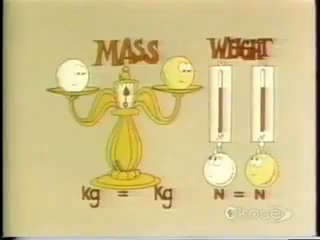 MASS WEIGHT
kg = kg N = N